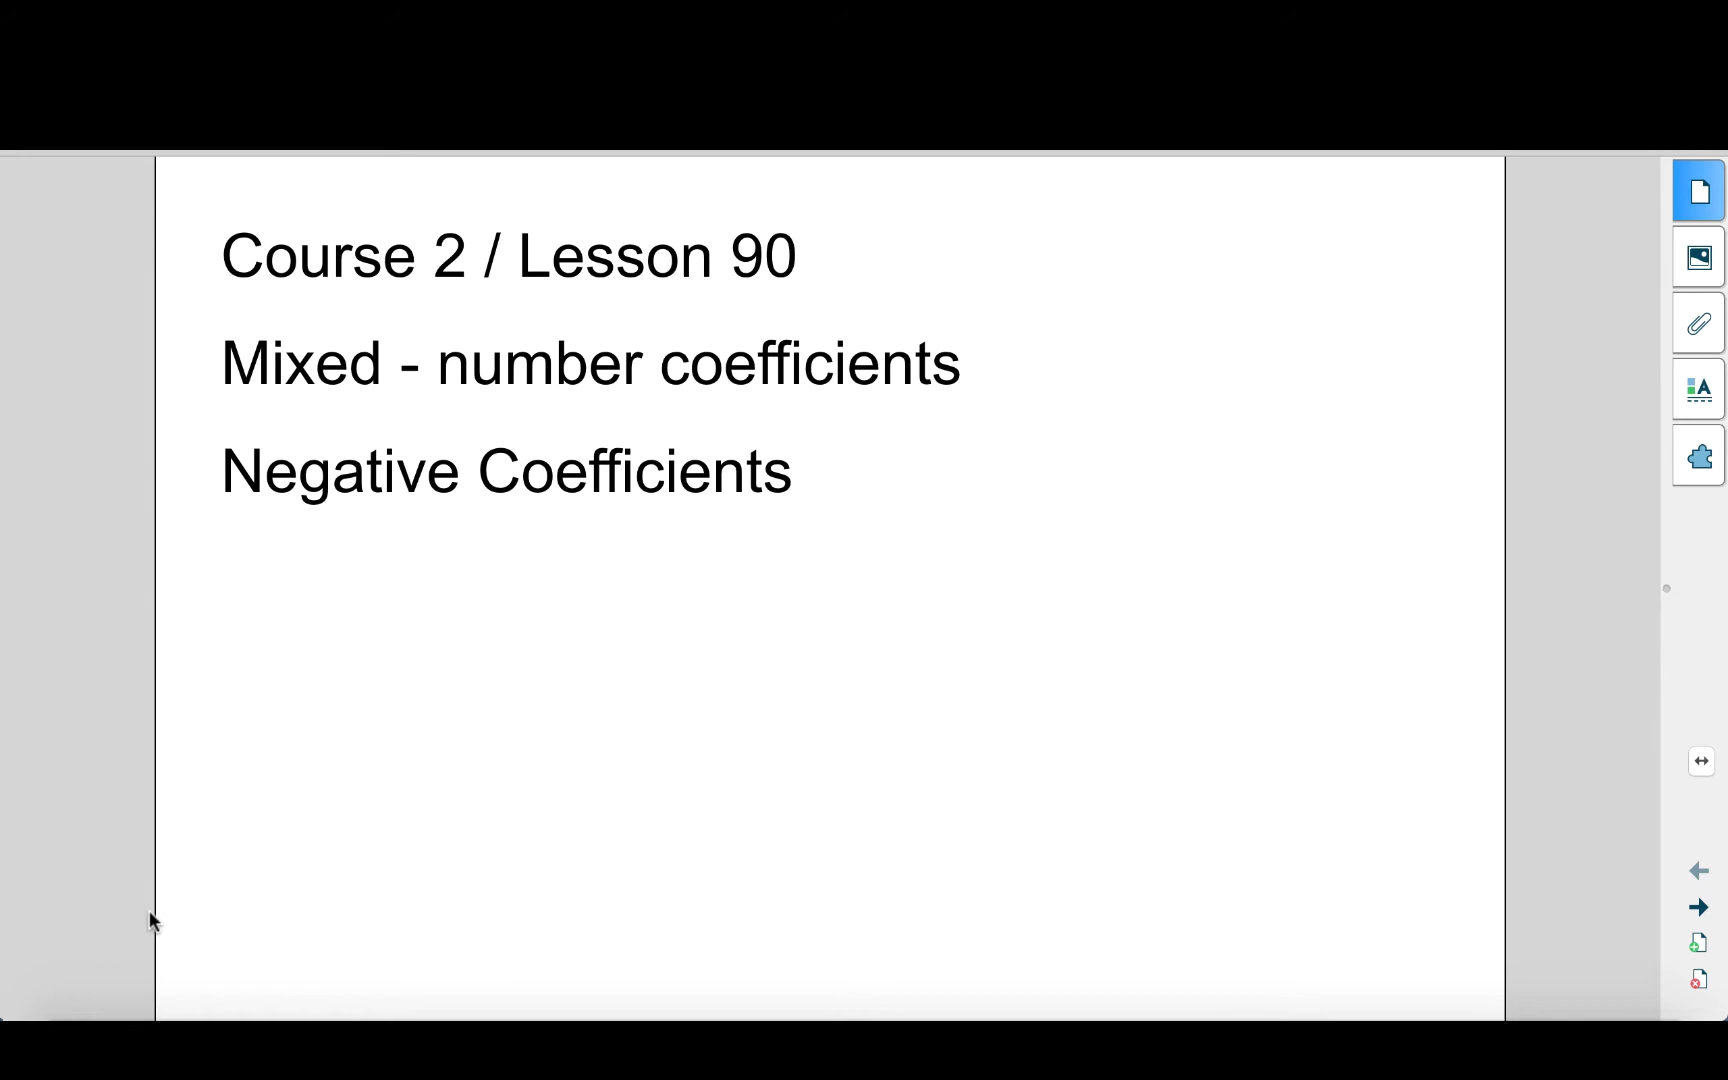 Course 2 / Lesson 90
Mixed - number coefficients
Negative Coefficients